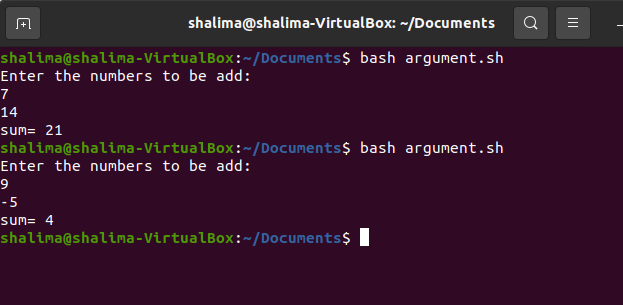 shalima@shalima-VirtualBox: ~/Documents
shalima@shalima-VirtualBox:~/Documents$ bash argument.sh
Enter the numbers to be add:
7
14
sum= 21
shalima@shalima-VirtualBox:~/Documents$ bash argument.sh
Enter the numbers to be add:
9
-5
sum= 4
shalima@shalima-VirtualBox:~/Documents$